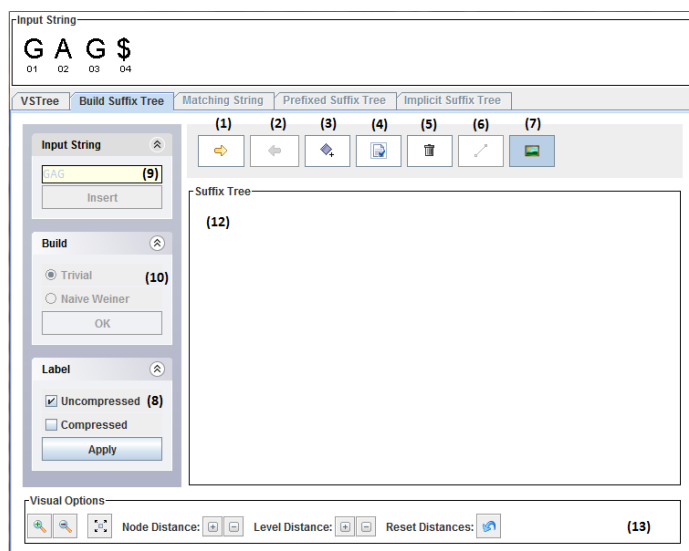 Input String
G A G $
01 02 03 04
VSTree Build Suffix Tree Matching String Prefixed Suffix Tree Implicit Suffix Tree
(1) (2) (3) (4) (5) (6) (7)
Input String
GAG (9)
Insert
Suffix Tree
(12)
Build
Trivial (10)
Naive Weiner
OK
Label
Uncompressed (8)
Compressed
Apply
Visual Options
Node Distance: Level Distance: Reset Distances: (13)